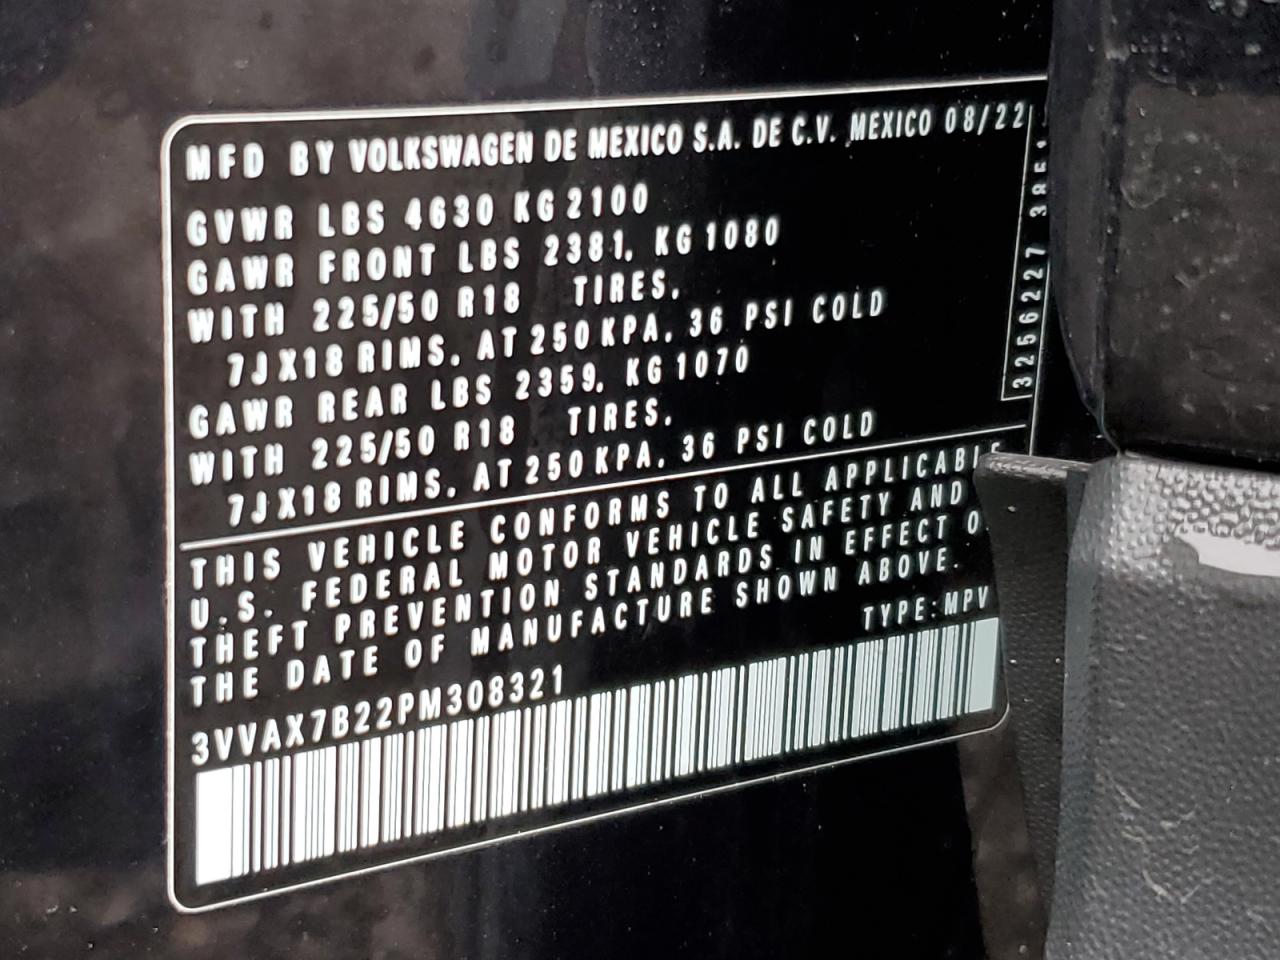 MFD BY VOLKSWAGEN DE MEXICO S.A. DE C.V. MEXICO 08/22
GVWR LBS 4630 KG 2100
GAWR FRONT LBS 2381, KG 1080
WITH 225/50 R18 TIRES,
7JX18 RIMS, AT 250 KPA, 36 PSI COLD
GAWR REAR LBS 2359, KG 1070
WITH 225/50 R18 TIRES,
7JX18 RIMS, AT 250 KPA, 36 PSI COLD
THIS VEHICLE CONFORMS TO ALL APPLICABLE
U.S. FEDERAL MOTOR VEHICLE SAFETY AND
THEFT PREVENTION STANDARDS IN EFFECT
THE DATE OF MANUFACTURE SHOWN ABOVE.
TYPE:MPV
3VVAX7B22PM308321
3256227